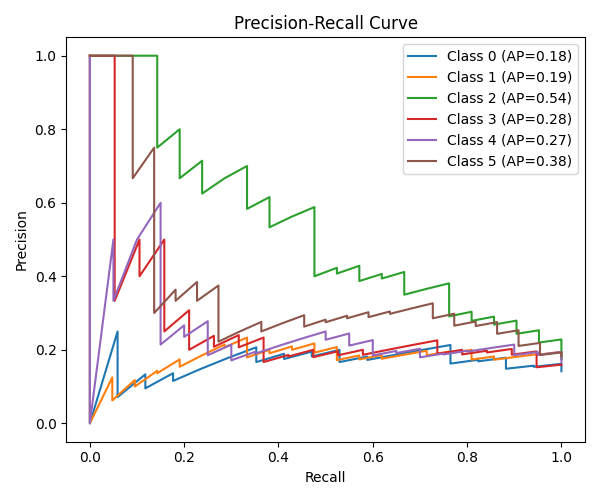 Precision-Recall Curve
Class 0 (AP=0.18)
Class 1 (AP=0.19)
Class 2 (AP=0.54)
Class 3 (AP=0.28)
Class 4 (AP=0.27)
Class 5 (AP=0.38)
Precision
1.0
0.8
0.6
0.4
0.2
0.0
0.0 0.2 0.4 0.6 0.8 1.0
Recall